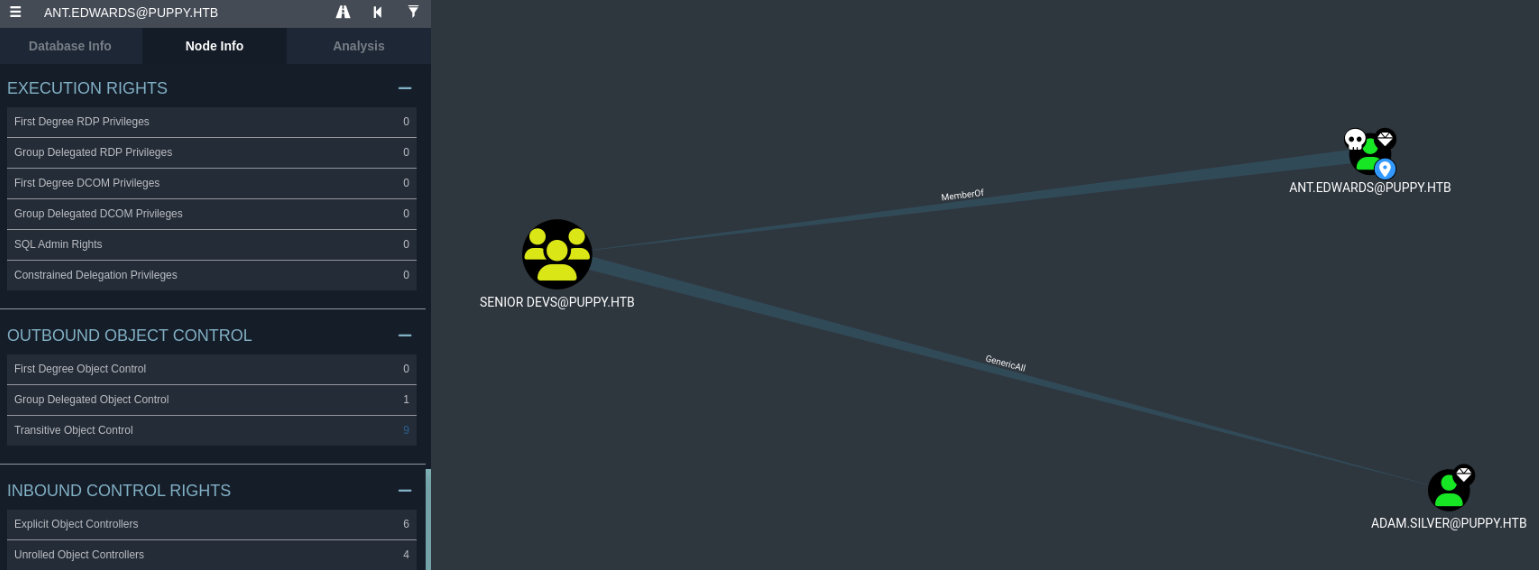 ANT.EDWARDS@PUPPY.HTB
Database Info
Node Info
Analysis
EXECUTION RIGHTS
First Degree RDP Privileges 0
Group Delegated RDP Privileges 0
First Degree DCOM Privileges 0
Group Delegated DCOM Privileges 0
SQL Admin Rights 0
Constrained Delegation Privileges 0
OUTBOUND OBJECT CONTROL
First Degree Object Control 0
Group Delegated Object Control 1
Transitive Object Control 9
INBOUND CONTROL RIGHTS
Explicit Object Controllers 6
Unrolled Object Controllers 4
ANT.EDWARDS@PUPPY.HTB
MemberOf
SENIOR DEVS@PUPPY.HTB
GenericAll
ADAM.SILVER@PUPPY.HTB